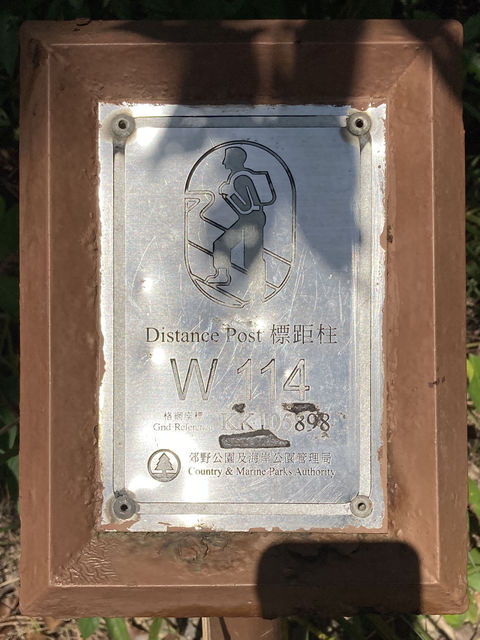 Distance Post 標距柱
W 114
格網座標
Grid Reference KK103898
郊野公園及海岸公園管理局
Country & Marine Parks Authority